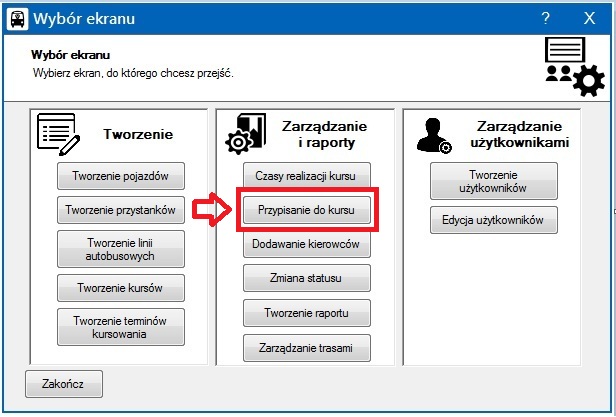 Wybór ekranu
? X
Wybór ekranu
Wybierz ekran, do którego chcesz przejść.
Tworzenie
Tworzenie pojazdów
Tworzenie przystanków
Tworzenie linii
autobusowych
Tworzenie kursów
Tworzenie terminów
kursowania
Zarządzanie
i raporty
Czasy realizacji kursu
Przypisanie do kursu
Dodawanie kierowców
Zmiana statusu
Tworzenie raportu
Zarządzanie trasami
Zarządzanie
użytkownikami
Tworzenie
użytkowników
Edycja użytkowników
Zakończ